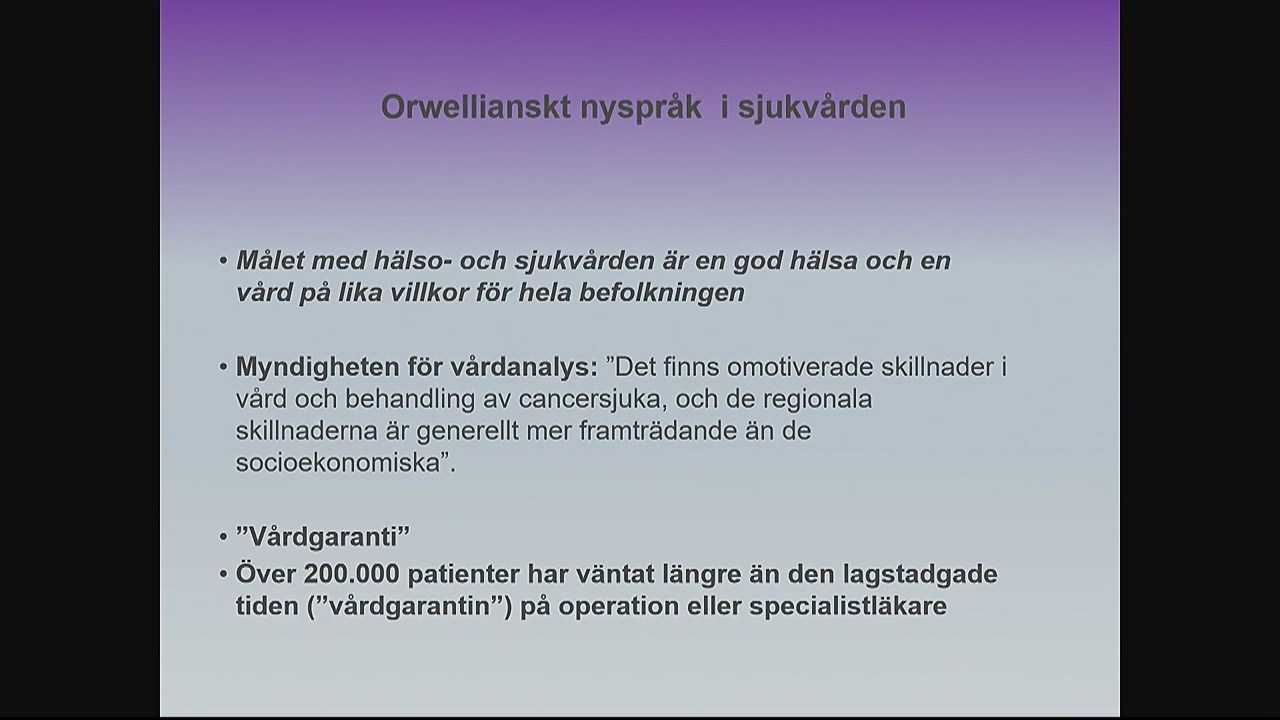 Orwellianskt nyspråk i sjukvården
• Målet med hälso- och sjukvården är en god hälsa och en
vård på lika villkor för hela befolkningen
• Myndigheten för vårdanalys: ”Det finns omotiverade skillnader i
vård och behandling av cancersjuka, och de regionala
skillnaderna är generellt mer framträdande än de
socioekonomiska”.
• ”Vårdgaranti”
• Över 200.000 patienter har väntat längre än den lagstadgade
tiden (”vårdgarantin”) på operation eller specialistläkare